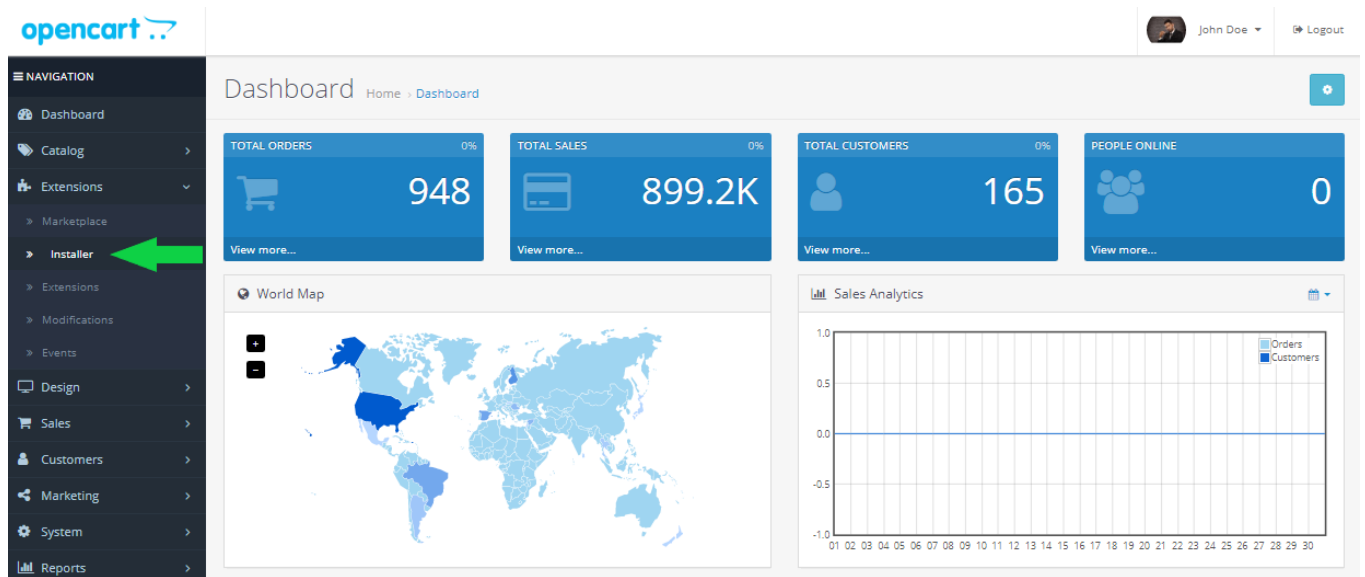 opencart
John Doe
Logout
NAVIGATION
Dashboard
Catalog
Extensions
Marketplace
Installer
Extensions
Modifications
Events
Design
Sales
Customers
Marketing
System
Reports
Dashboard Home › Dashboard
TOTAL ORDERS 0%
948
View more...
TOTAL SALES 0%
899.2K
View more...
TOTAL CUSTOMERS 0%
165
View more...
PEOPLE ONLINE
0
View more...
World Map
+
−
Sales Analytics
Orders
Customers
1.0
0.5
0.0
-0.5
-1.0
01 02 03 04 05 06 07 08 09 10 11 12 13 14 15 16 17 18 19 20 21 22 23 24 25 26 27 28 29 30